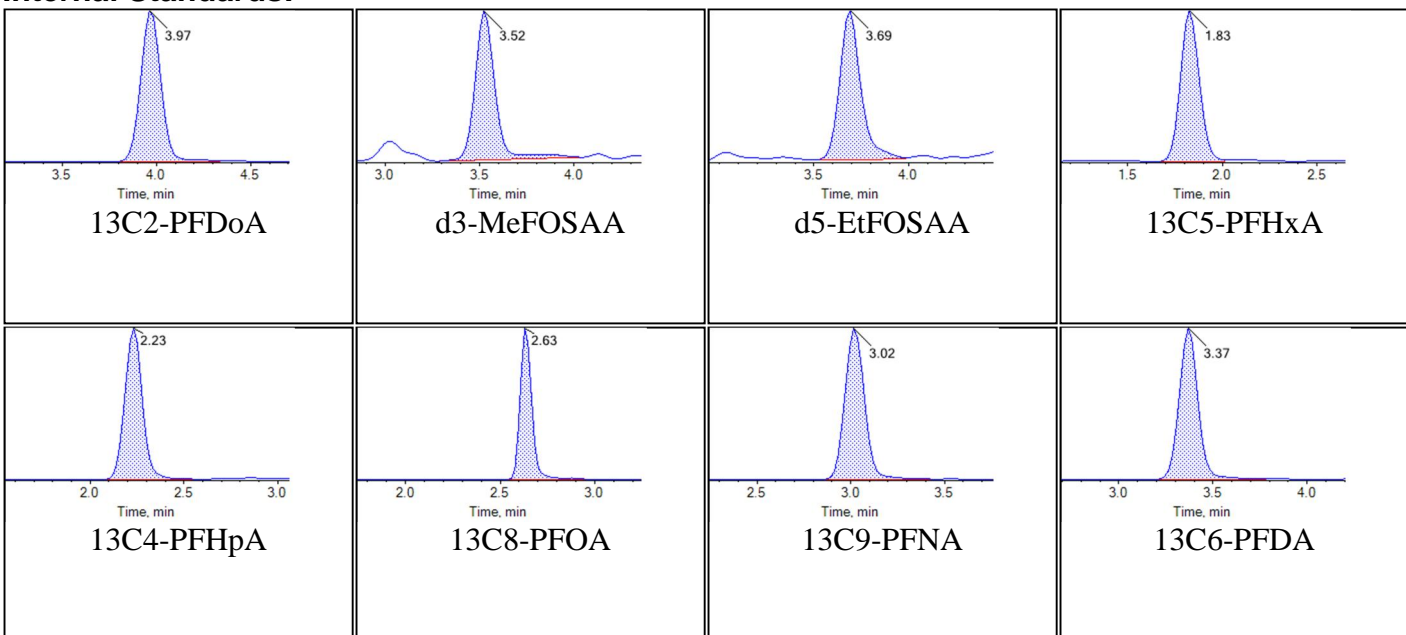 Internal Standards:
3.97
3.5 4.0 4.5
Time, min
13C2-PFDoA
3.52
3.0 3.5 4.0
Time, min
d3-MeFOSAA
3.69
3.5 4.0
Time, min
d5-EtFOSAA
1.83
1.5 2.0 2.5
Time, min
13C5-PFHxA
2.23
2.0 2.5 3.0
Time, min
13C4-PFHpA
2.63
2.0 2.5 3.0
Time, min
13C8-PFOA
3.02
2.5 3.0 3.5
Time, min
13C9-PFNA
3.37
3.0 3.5 4.0
Time, min
13C6-PFDA